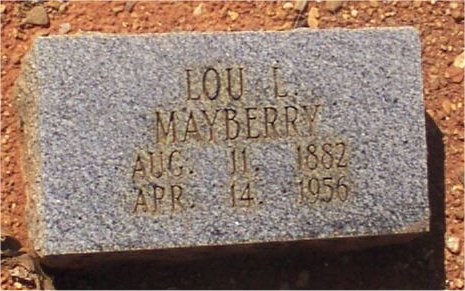 LOU L.
MAYBERRY
AUG. 11. 1882
APR. 14. 1956